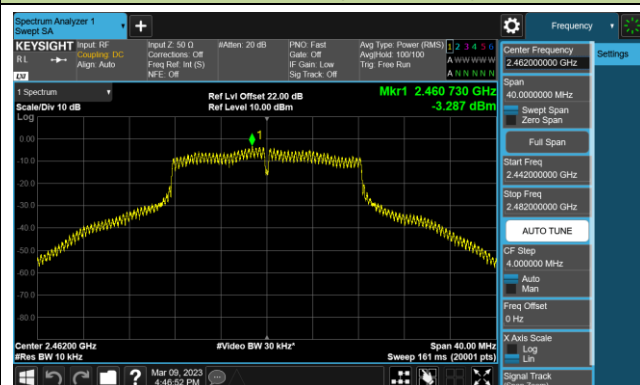 Spectrum Analyzer 1
Swept SA
Frequency
KEYSIGHT
RL
LXI
Input: RF
Coupling: DC
Align: Auto
Input Z: 50 Ω
Corrections: Off
Freq Ref: Int (S)
NFE: Off
#Atten: 20 dB
PNO: Fast
Gate: Off
IF Gain: Low
Sig Track: Off
Avg Type: Power (RMS)
Avg|Hold: 100/100
Trig: Free Run
1 2 3 4 5 6
A W W W W W
A N N N N N
Center Frequency
2.462000000 GHz
Settings
1 Spectrum
Scale/Div 10 dB
Log
Ref Lvl Offset 22.00 dB
Ref Level 10.00 dBm
Mkr1 2.460 730 GHz
-3.287 dBm
1
0.00
-10.0
-20.0
-30.0
-40.0
-50.0
-60.0
-70.0
-80.0
Span
40.0000000 MHz
Swept Span
Zero Span
Full Span
Start Freq
2.442000000 GHz
Stop Freq
2.482000000 GHz
AUTO TUNE
CF Step
4.000000 MHz
Auto
Man
Freq Offset
0 Hz
X Axis Scale
Log
Lin
Signal Track
(Span Zoom)
Center 2.46200 GHz
#Res BW 10 kHz
#Video BW 30 kHz*
Span 40.00 MHz
Sweep 161 ms (20001 pts)
?
Mar 09, 2023
4:46:52 PM